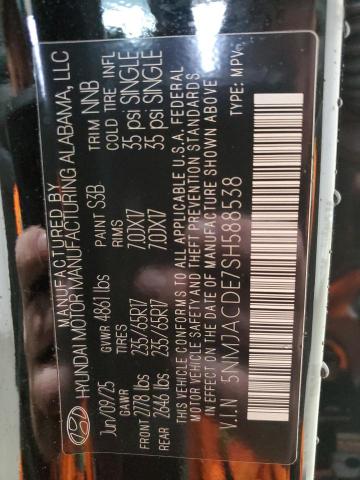 MANUFACTURED BY
HYUNDAI MOTOR MANUFACTURING ALABAMA, LLC
Jun/09/25 GVWR 4861 lbs PAINT S3B TRIM NNB
GAWR TIRES RIMS COLD TIRE INFL
FRONT 2778 lbs 235/65R17 7.0JX17 35 psi SINGLE
REAR 2646 lbs 235/65R17 7.0JX17 35 psi SINGLE
THIS VEHICLE CONFORMS TO ALL APPLICABLE U.S.A. FEDERAL
MOTOR VEHICLE SAFETY AND THEFT PREVENTION STANDARDS
IN EFFECT ON THE DATE OF MANUFACTURE SHOWN ABOVE
V.I.N 5NMJACDE7SH588538 TYPE: MPV